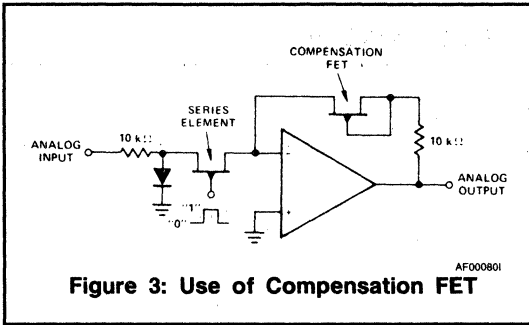 COMPENSATION
FET
SERIES
ELEMENT
10 kΩ
ANALOG
INPUT
10 kΩ
ANALOG
OUTPUT
−
+
"1"
"0"
AF00080I
Figure 3: Use of Compensation FET